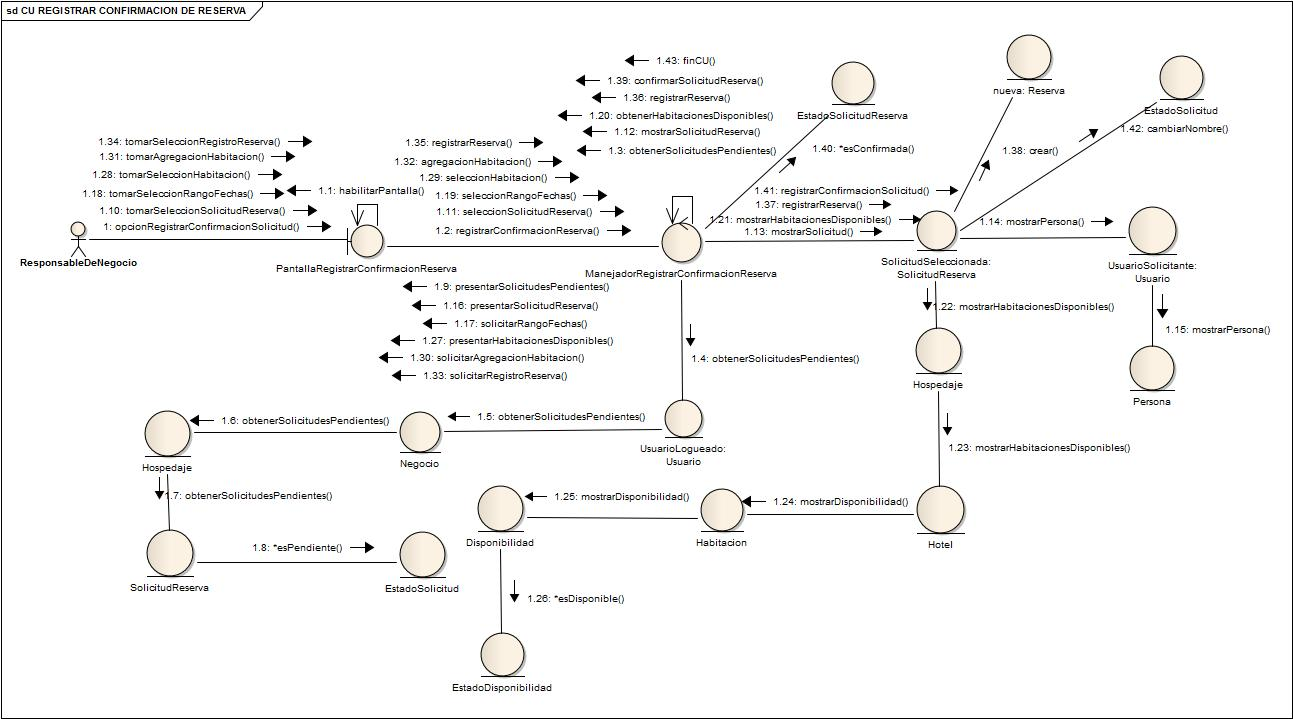 sd CU REGISTRAR CONFIRMACION DE RESERVA
1.43: finCU()
1.39: confirmarSolicitudReserva()
1.36: registrarReserva()
1.20: obtenerHabitacionesDisponibles()
1.12: mostrarSolicitudReserva()
1.3: obtenerSolicitudesPendientes()
EstadoSolicitudReserva
nueva: Reserva
EstadoSolicitud
1.42: cambiarNombre()
1.40: *esConfirmada()
1.38: crear()
1.34: tomarSeleccionRegistroReserva()
1.31: tomarAgregacionHabitacion()
1.28: tomarSeleccionHabitacion()
1.18: tomarSeleccionRangoFechas()
1.10: tomarSeleccionSolicitudReserva()
1: opcionRegistrarConfirmacionSolicitud()
1.1: habilitarPantalla()
1.35: registrarReserva()
1.32: agregacionHabitacion()
1.29: seleccionHabitacion()
1.19: seleccionRangoFechas()
1.11: seleccionSolicitudReserva()
1.2: registrarConfirmacionReserva()
1.41: registrarConfirmacionSolicitud()
1.37: registrarReserva()
1.21: mostrarHabitacionesDisponibles()
1.13: mostrarSolicitud()
1.14: mostrarPersona()
ResponsableDeNegocio
PantallaRegistrarConfirmacionReserva
ManejadorRegistrarConfirmacionReserva
SolicitudSeleccionada:
SolicitudReserva
UsuarioSolicitante:
Usuario
1.9: presentarSolicitudesPendientes()
1.16: presentarSolicitudReserva()
1.17: solicitarRangoFechas()
1.27: presentarHabitacionesDisponibles()
1.30: solicitarAgregacionHabitacion()
1.33: solicitarRegistroReserva()
1.22: mostrarHabitacionesDisponibles()
1.15: mostrarPersona()
1.4: obtenerSolicitudesPendientes()
Hospedaje
Persona
1.6: obtenerSolicitudesPendientes()
1.5: obtenerSolicitudesPendientes()
Hospedaje
Negocio
UsuarioLogueado:
Usuario
1.23: mostrarHabitacionesDisponibles()
1.7: obtenerSolicitudesPendientes()
1.25: mostrarDisponibilidad()
1.24: mostrarDisponibilidad()
Disponibilidad
Habitacion
Hotel
1.8: *esPendiente()
SolicitudReserva
EstadoSolicitud
1.26: *esDisponible()
EstadoDisponibilidad